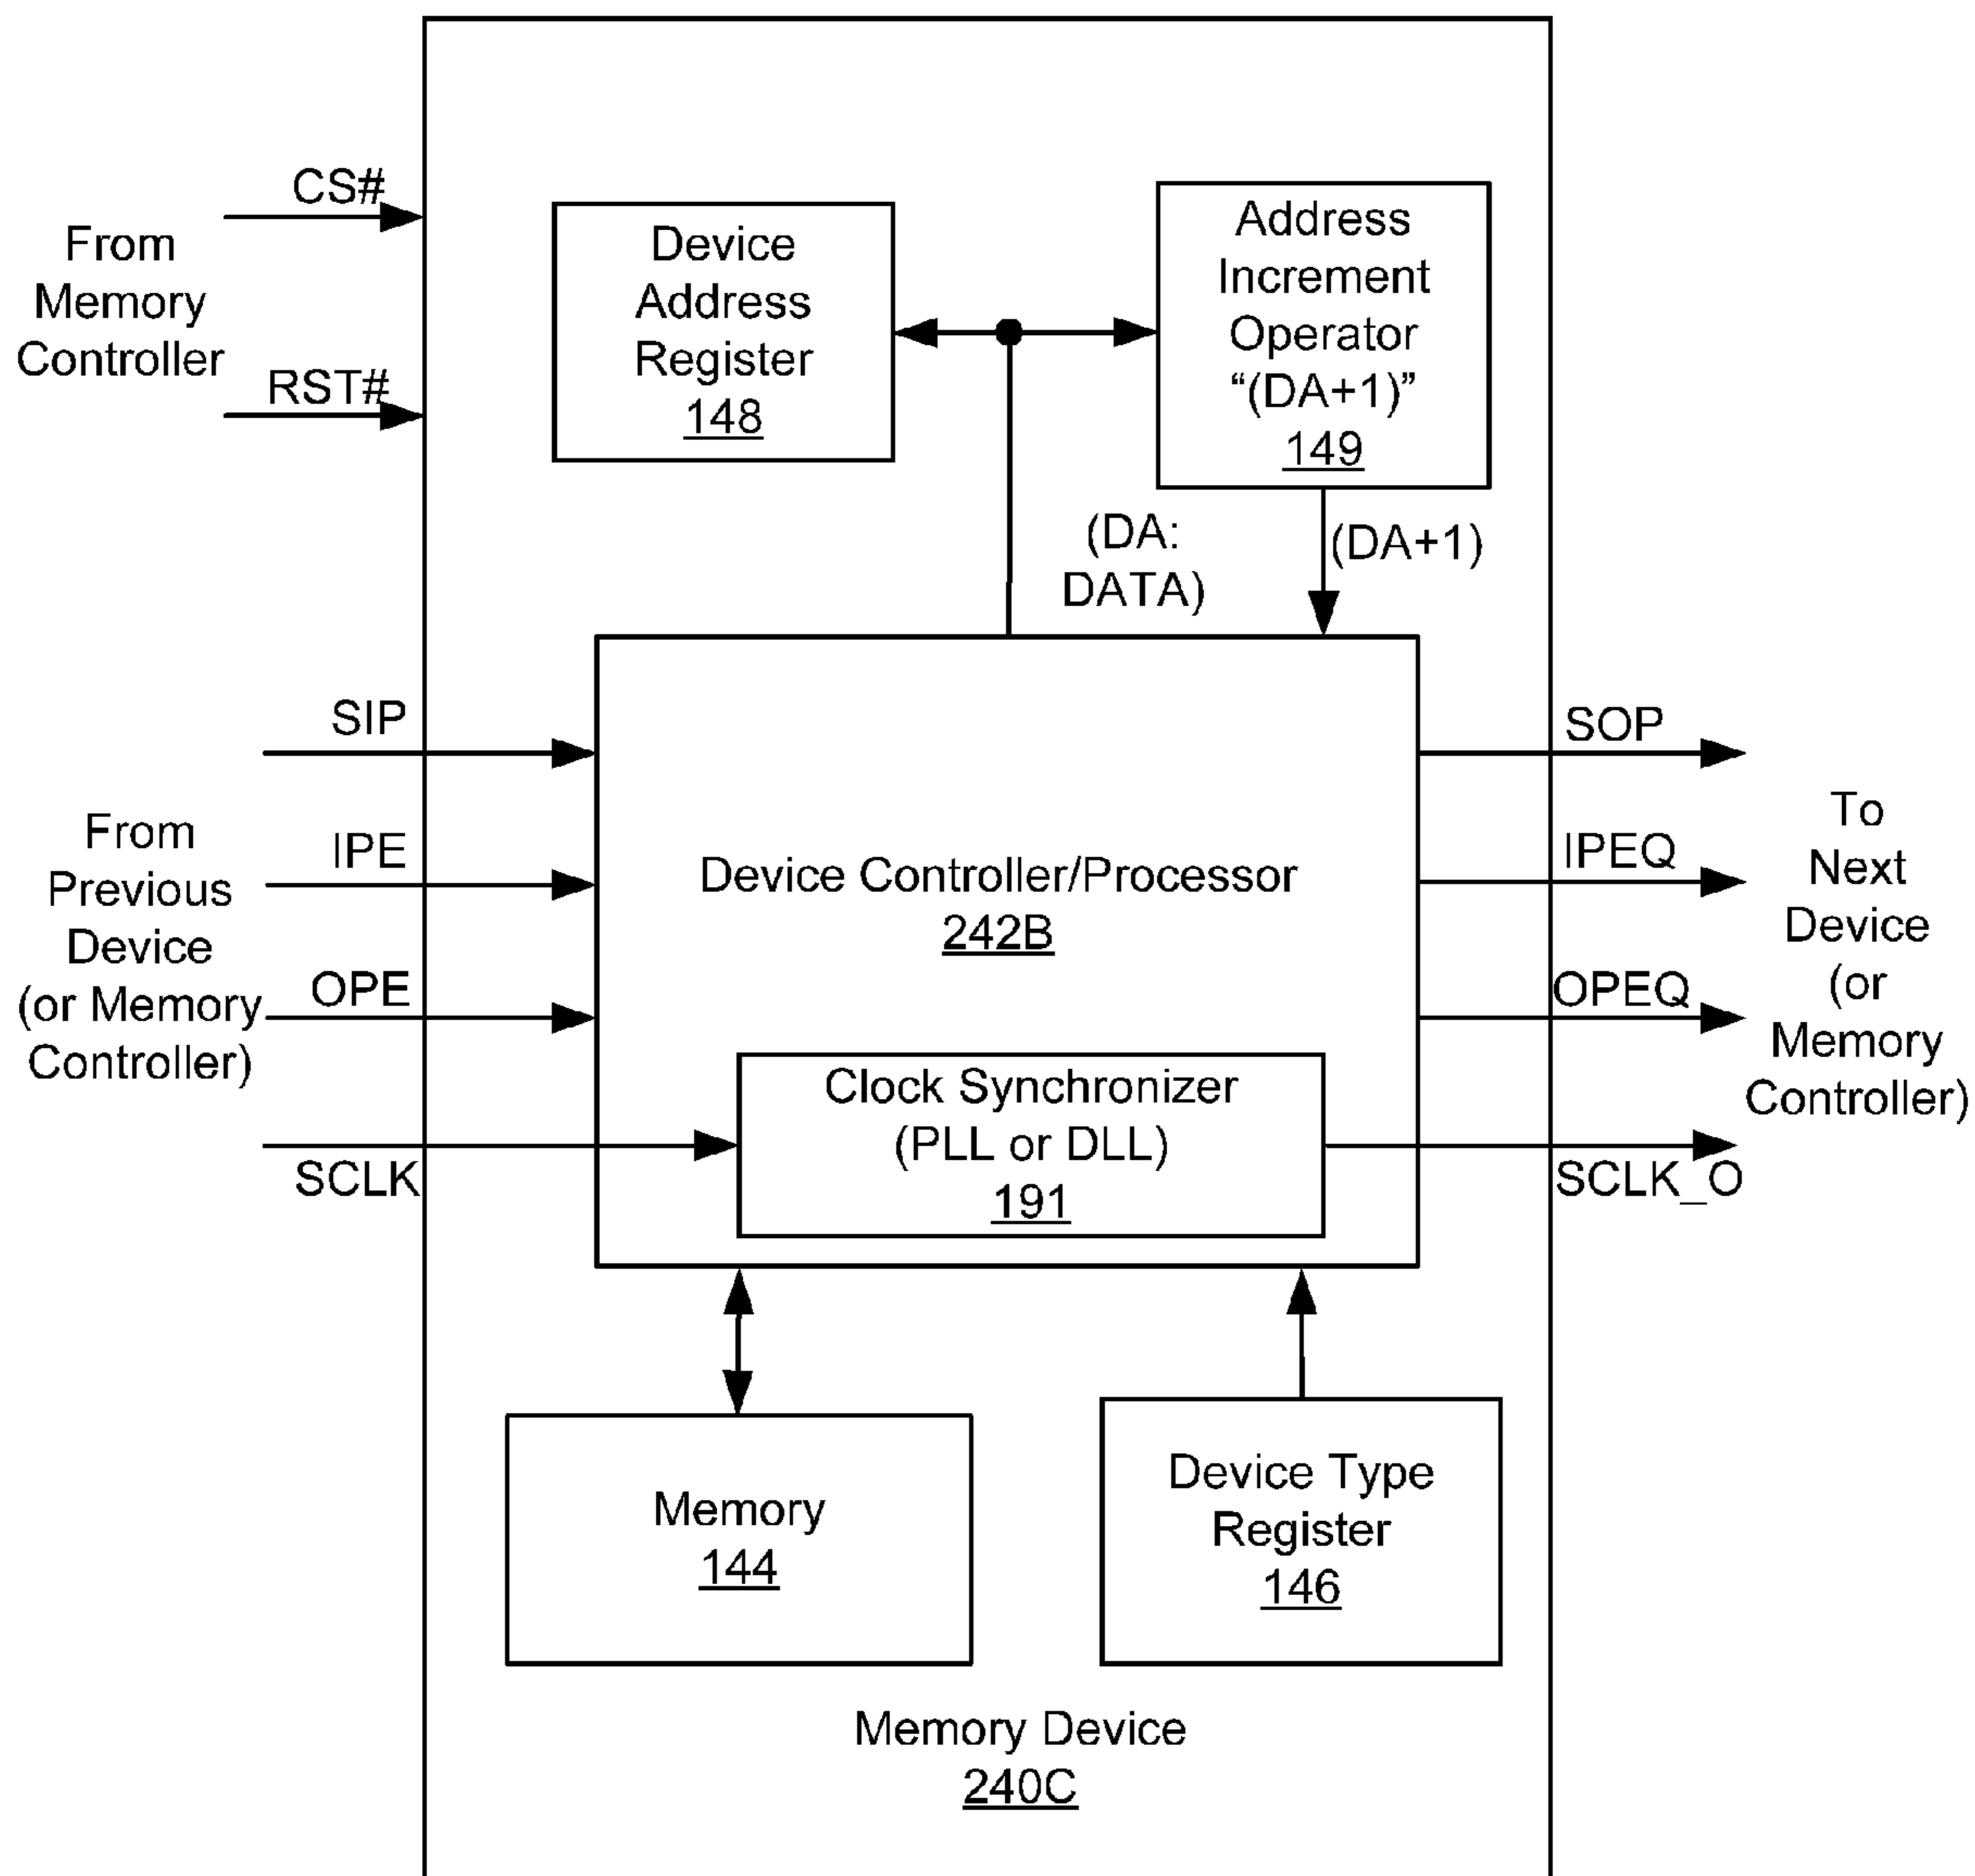 CS#
From
Memory
Controller
RST#
Device
Address
Register
148
Address
Increment
Operator
“(DA+1)”
149
(DA:
DATA)
(DA+1)
SIP
IPE
OPE
SCLK
From
Previous
Device
(or Memory
Controller)
Device Controller/Processor
242B
Clock Synchronizer
(PLL or DLL)
191
SOP
IPEQ
OPEQ
SCLK_O
To
Next
Device
(or
Memory
Controller)
Memory
144
Device Type
Register
146
Memory Device
240C